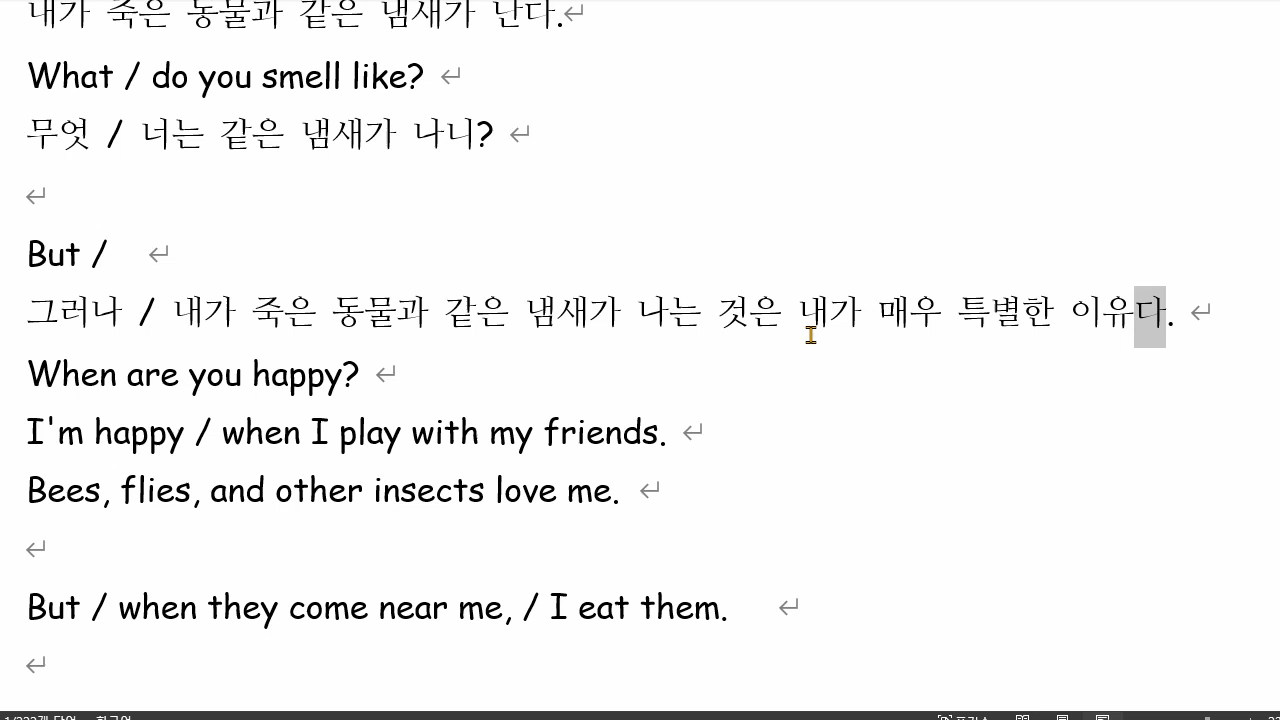 내가 죽은 동물과 같은 냄새가 난다.
What / do you smell like?
무엇 / 너는 같은 냄새가 나니?
But /
그러나 / 내가 죽은 동물과 같은 냄새가 나는 것은 내가 매우 특별한 이유다.
When are you happy?
I'm happy / when I play with my friends.
Bees, flies, and other insects love me.
But / when they come near me, / I eat them.